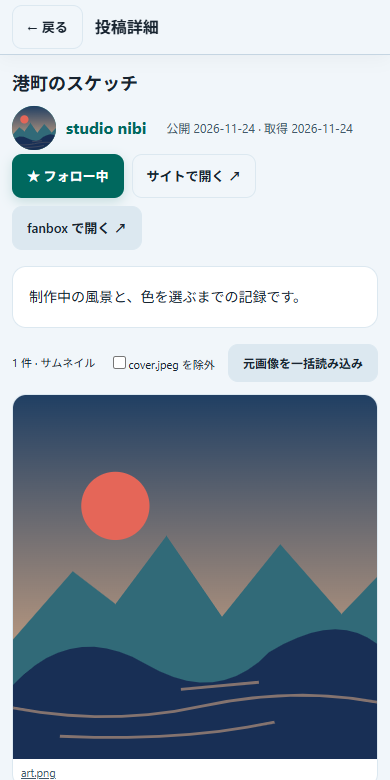 ← 戻る 投稿詳細
港町のスケッチ
studio nibi 公開 2026-11-24 · 取得 2026-11-24
★ フォロー中 サイトで開く ↗
fanbox で開く ↗
制作中の風景と、色を選ぶまでの記録です。
1 件 · サムネイル cover.jpeg を除外 元画像を一括読み込み
art.png